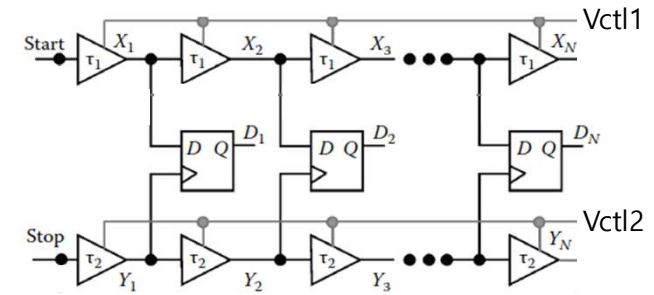 Vctl1
Start τ1 X1 τ1 X2 τ1 X3 τ1 XN
D Q D1 D Q D2 D Q DN
Vctl2
Stop τ2 Y1 τ2 Y2 τ2 Y3 τ2 YN